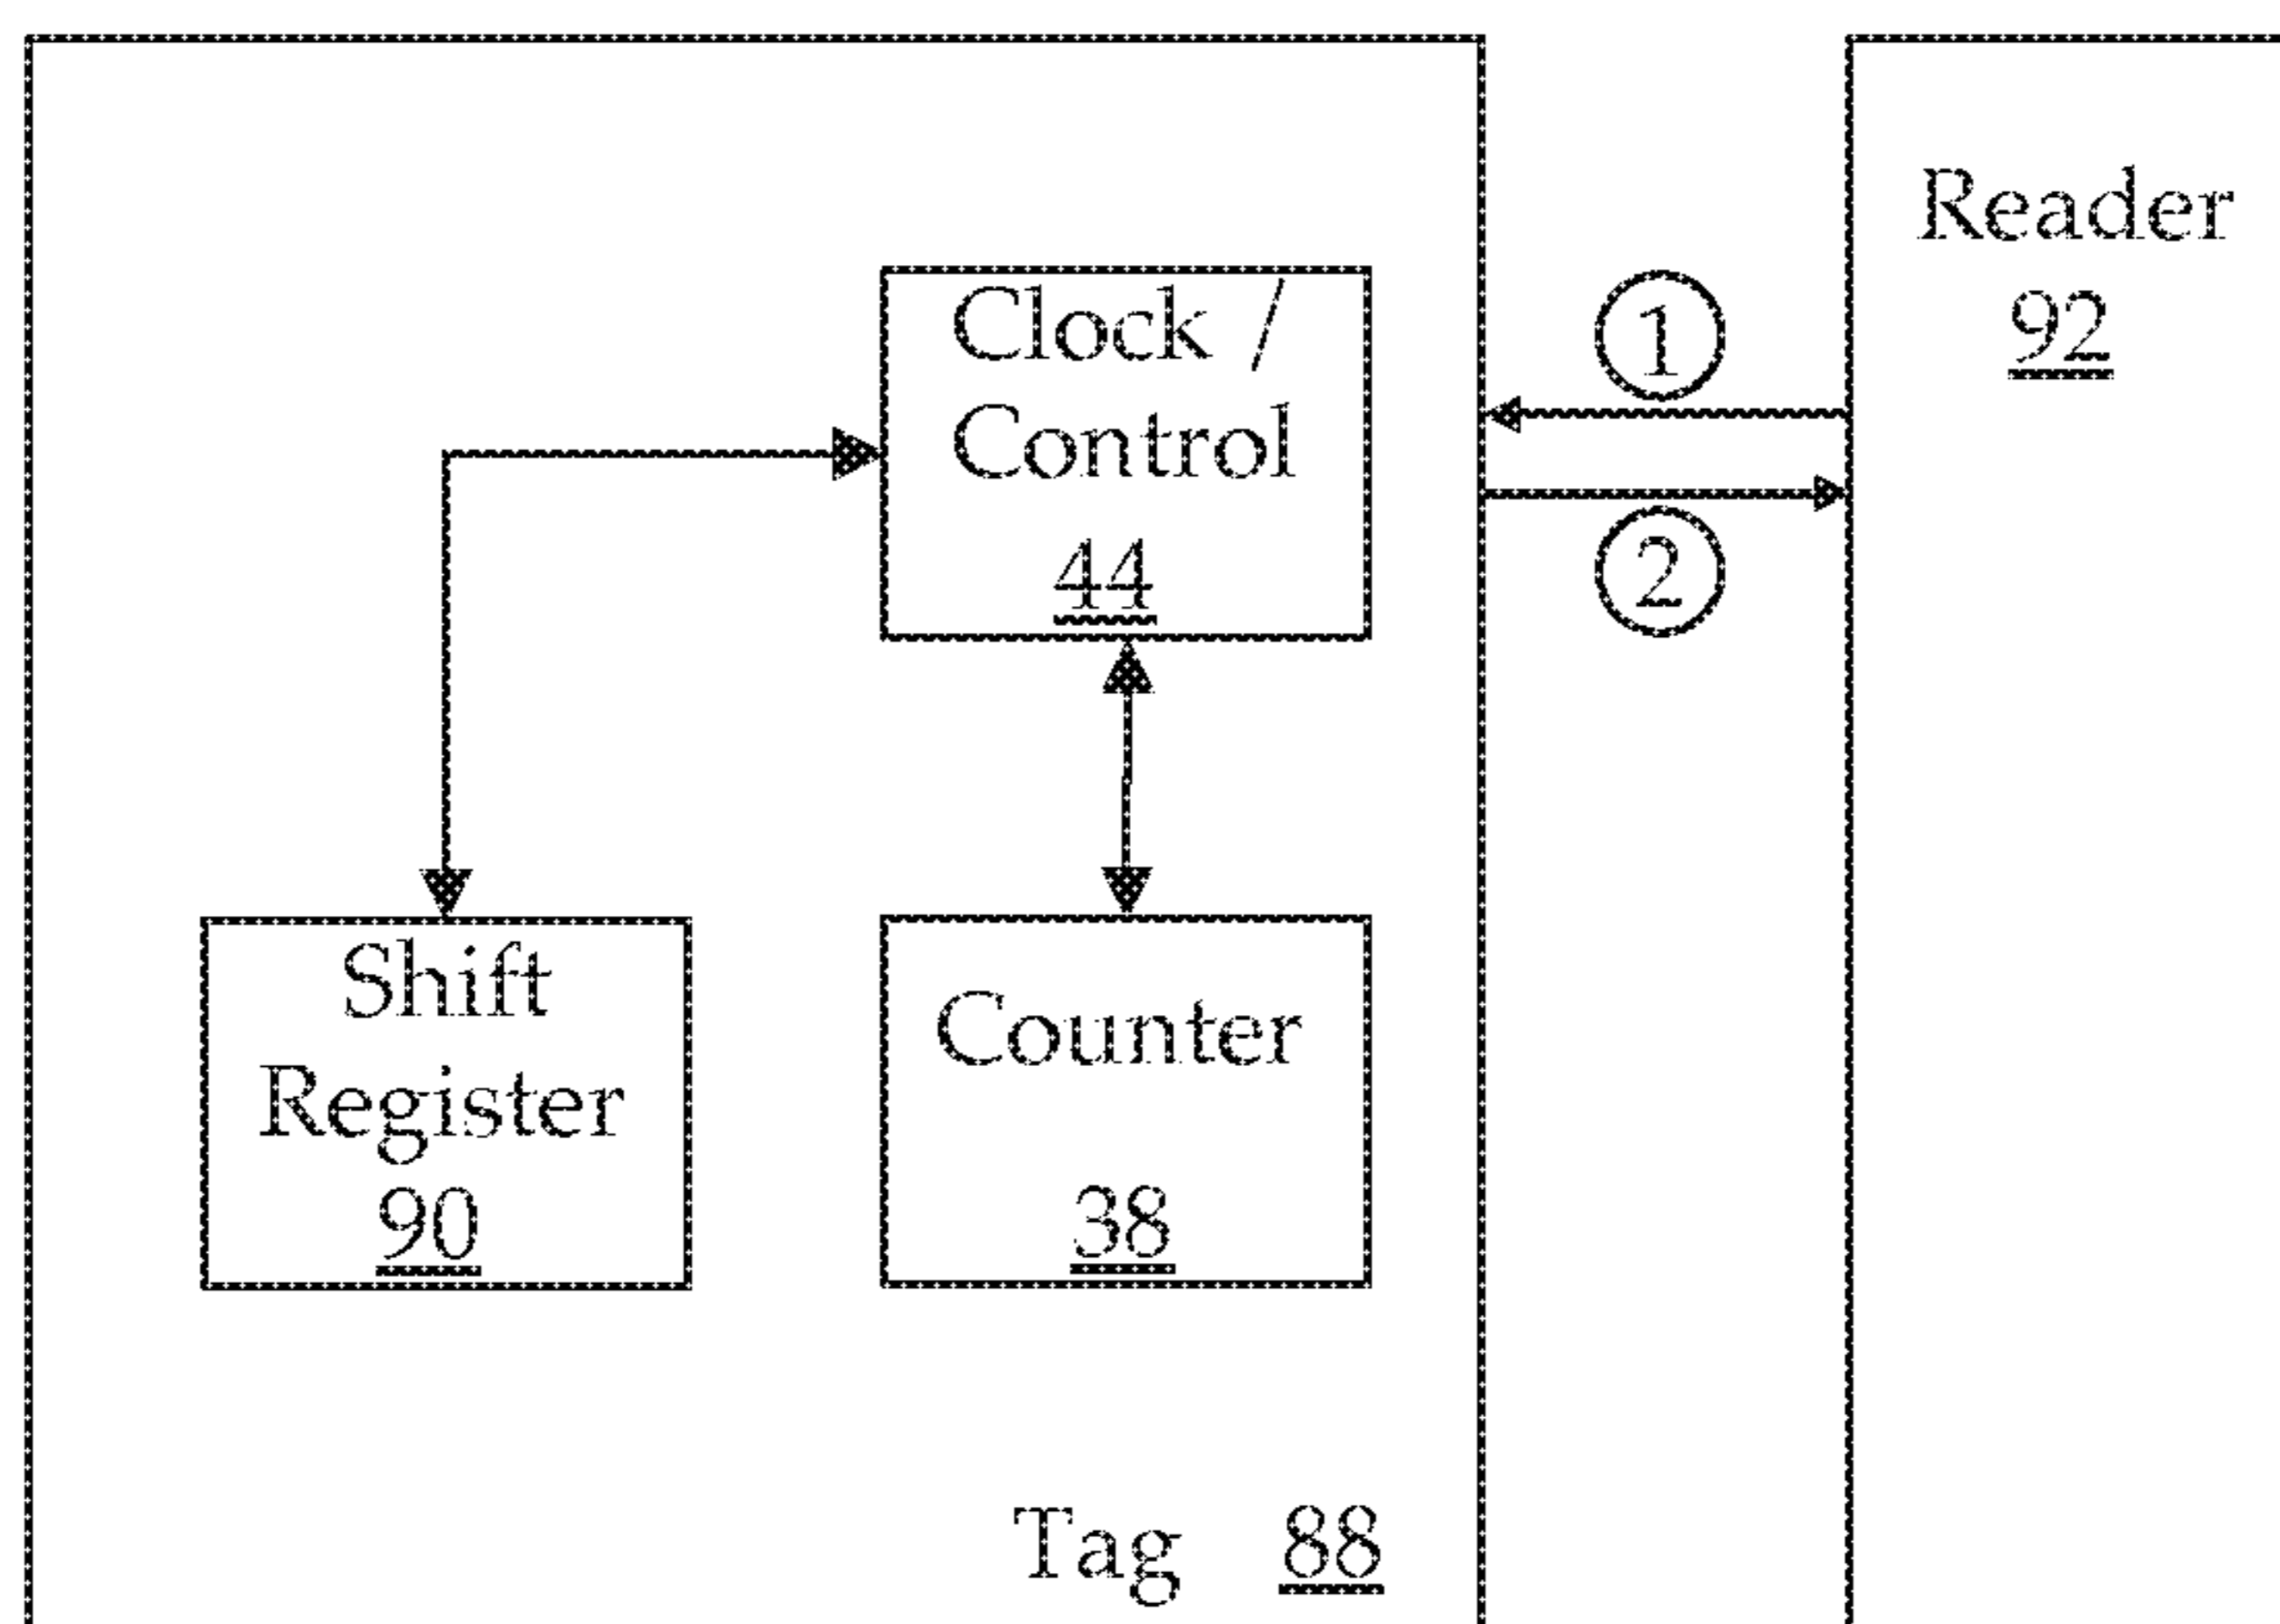 Clock /
Control
44
Shift
Register
90
Counter
38
Tag 88
1
2
Reader
92